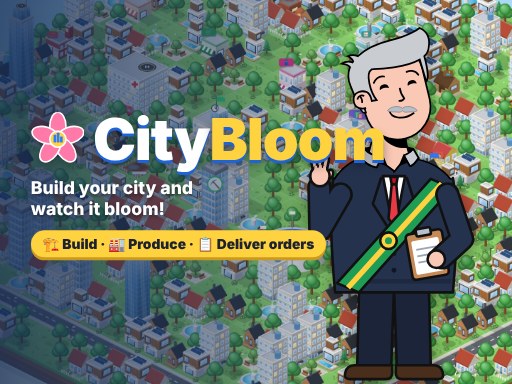 CityBloom
Build your city and
watch it bloom!
🏗️ Build · 🏭 Produce · 📋 Deliver orders